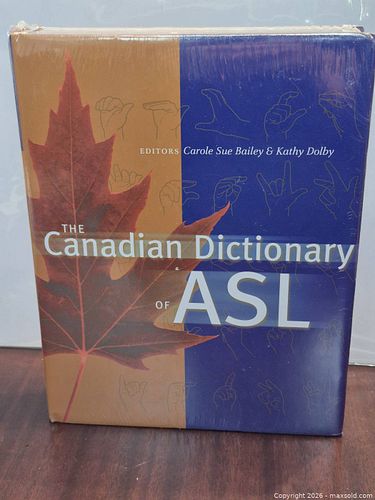 EDITORS Carole Sue Bailey & Kathy Dolby
THE
Canadian Dictionary
OF ASL
Copyright 2026 - maxsold.com